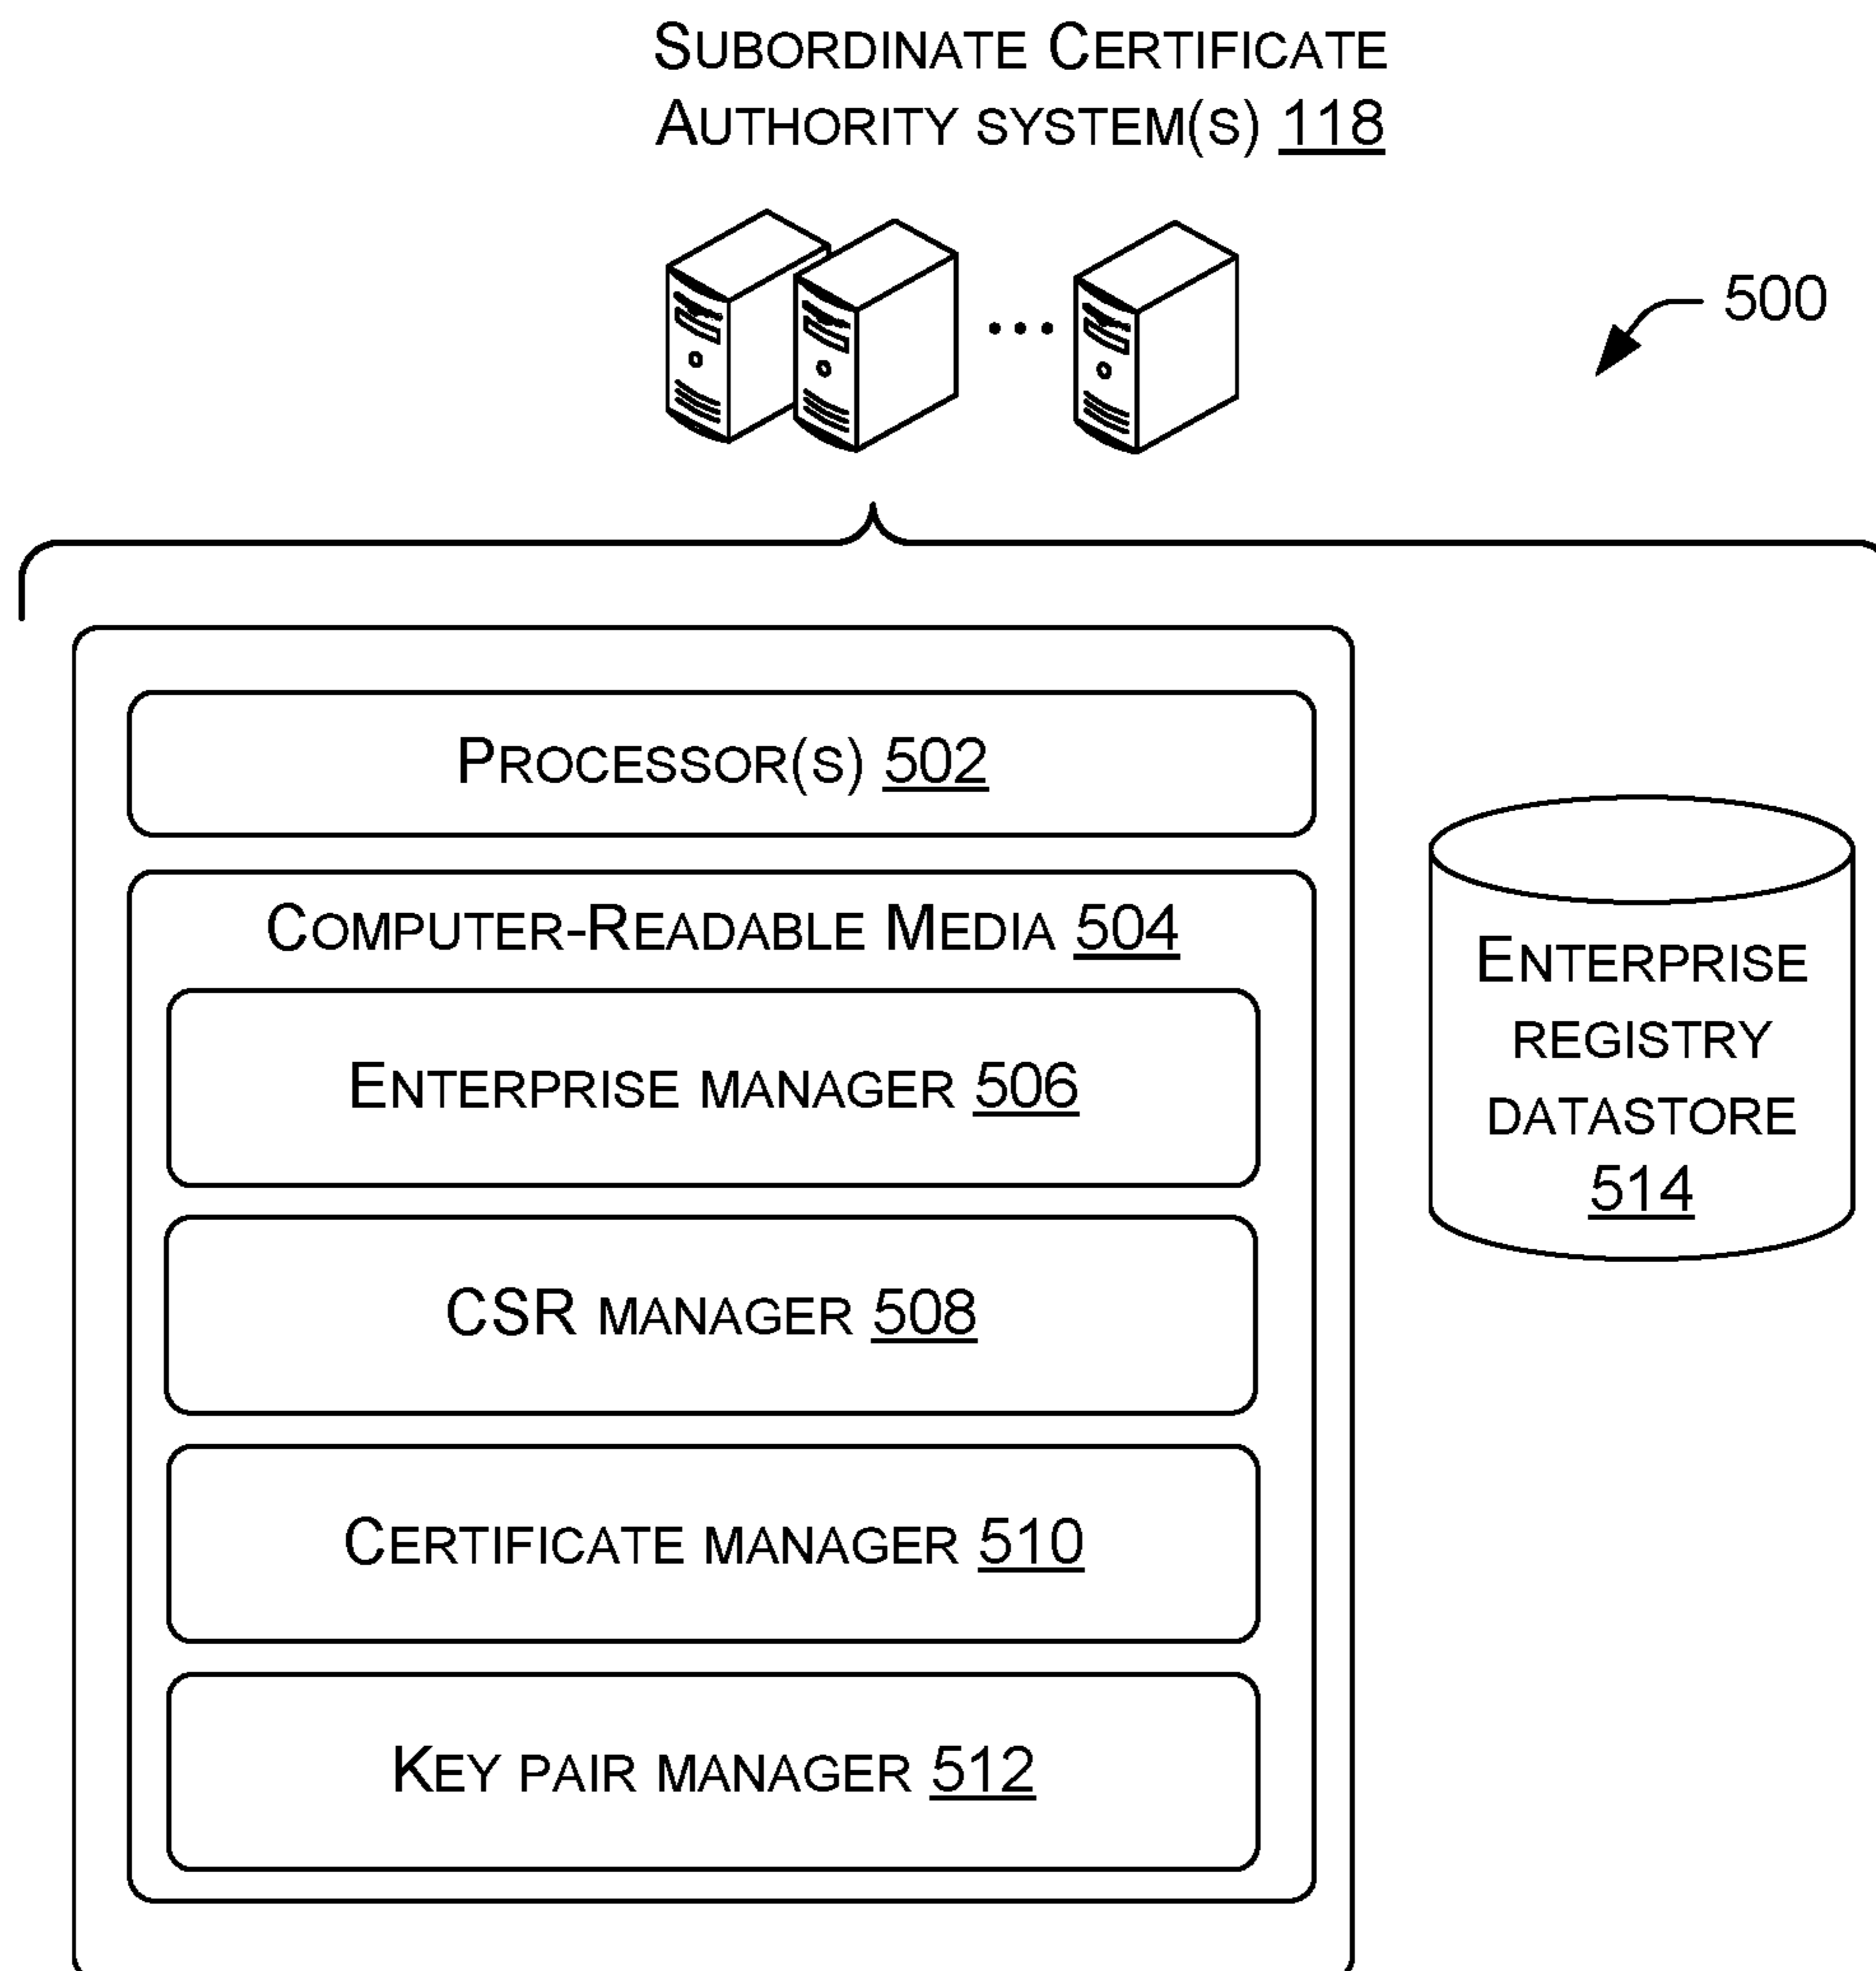 Subordinate Certificate
Authority system(s) 118
500
Processor(s) 502
Computer-Readable Media 504
Enterprise manager 506
CSR manager 508
Certificate manager 510
Key pair manager 512
Enterprise
registry
datastore
514